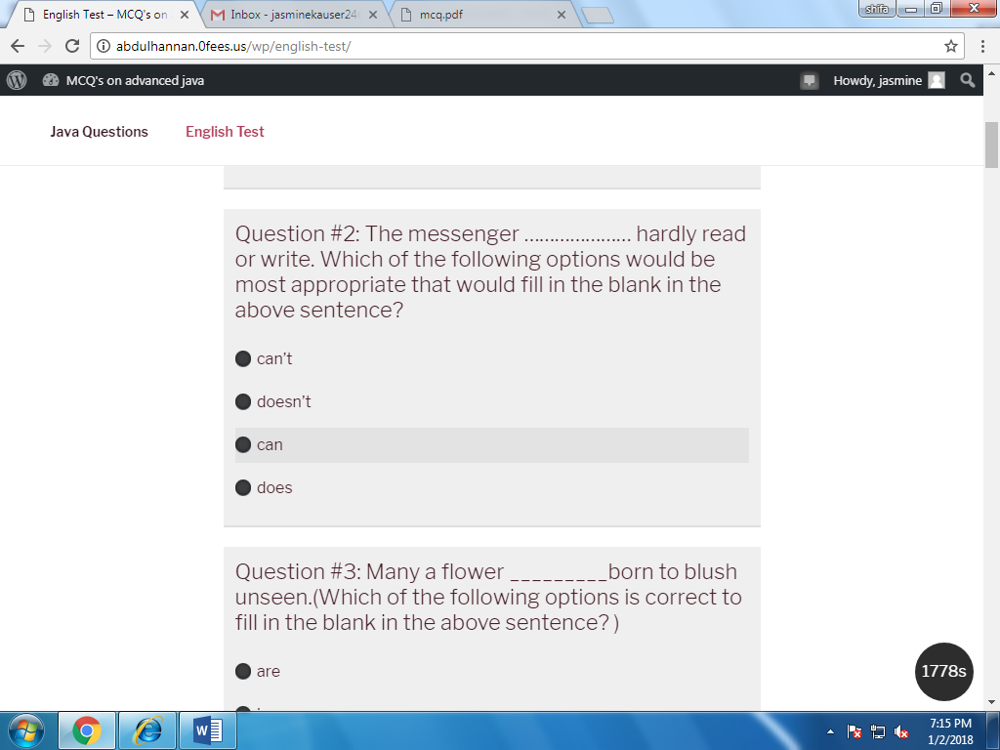 English Test – MCQ's on
Inbox - jasminekauser24
mcq.pdf
shifa
abdulhannan.0fees.us/wp/english-test/
MCQ's on advanced java
Howdy, jasmine
Java Questions
English Test
Question #2: The messenger ..................... hardly read
or write. Which of the following options would be
most appropriate that would fill in the blank in the
above sentence?
can't
doesn't
can
does
Question #3: Many a flower _________born to blush
unseen.(Which of the following options is correct to
fill in the blank in the above sentence? )
are
1778s
7:15 PM
1/2/2018